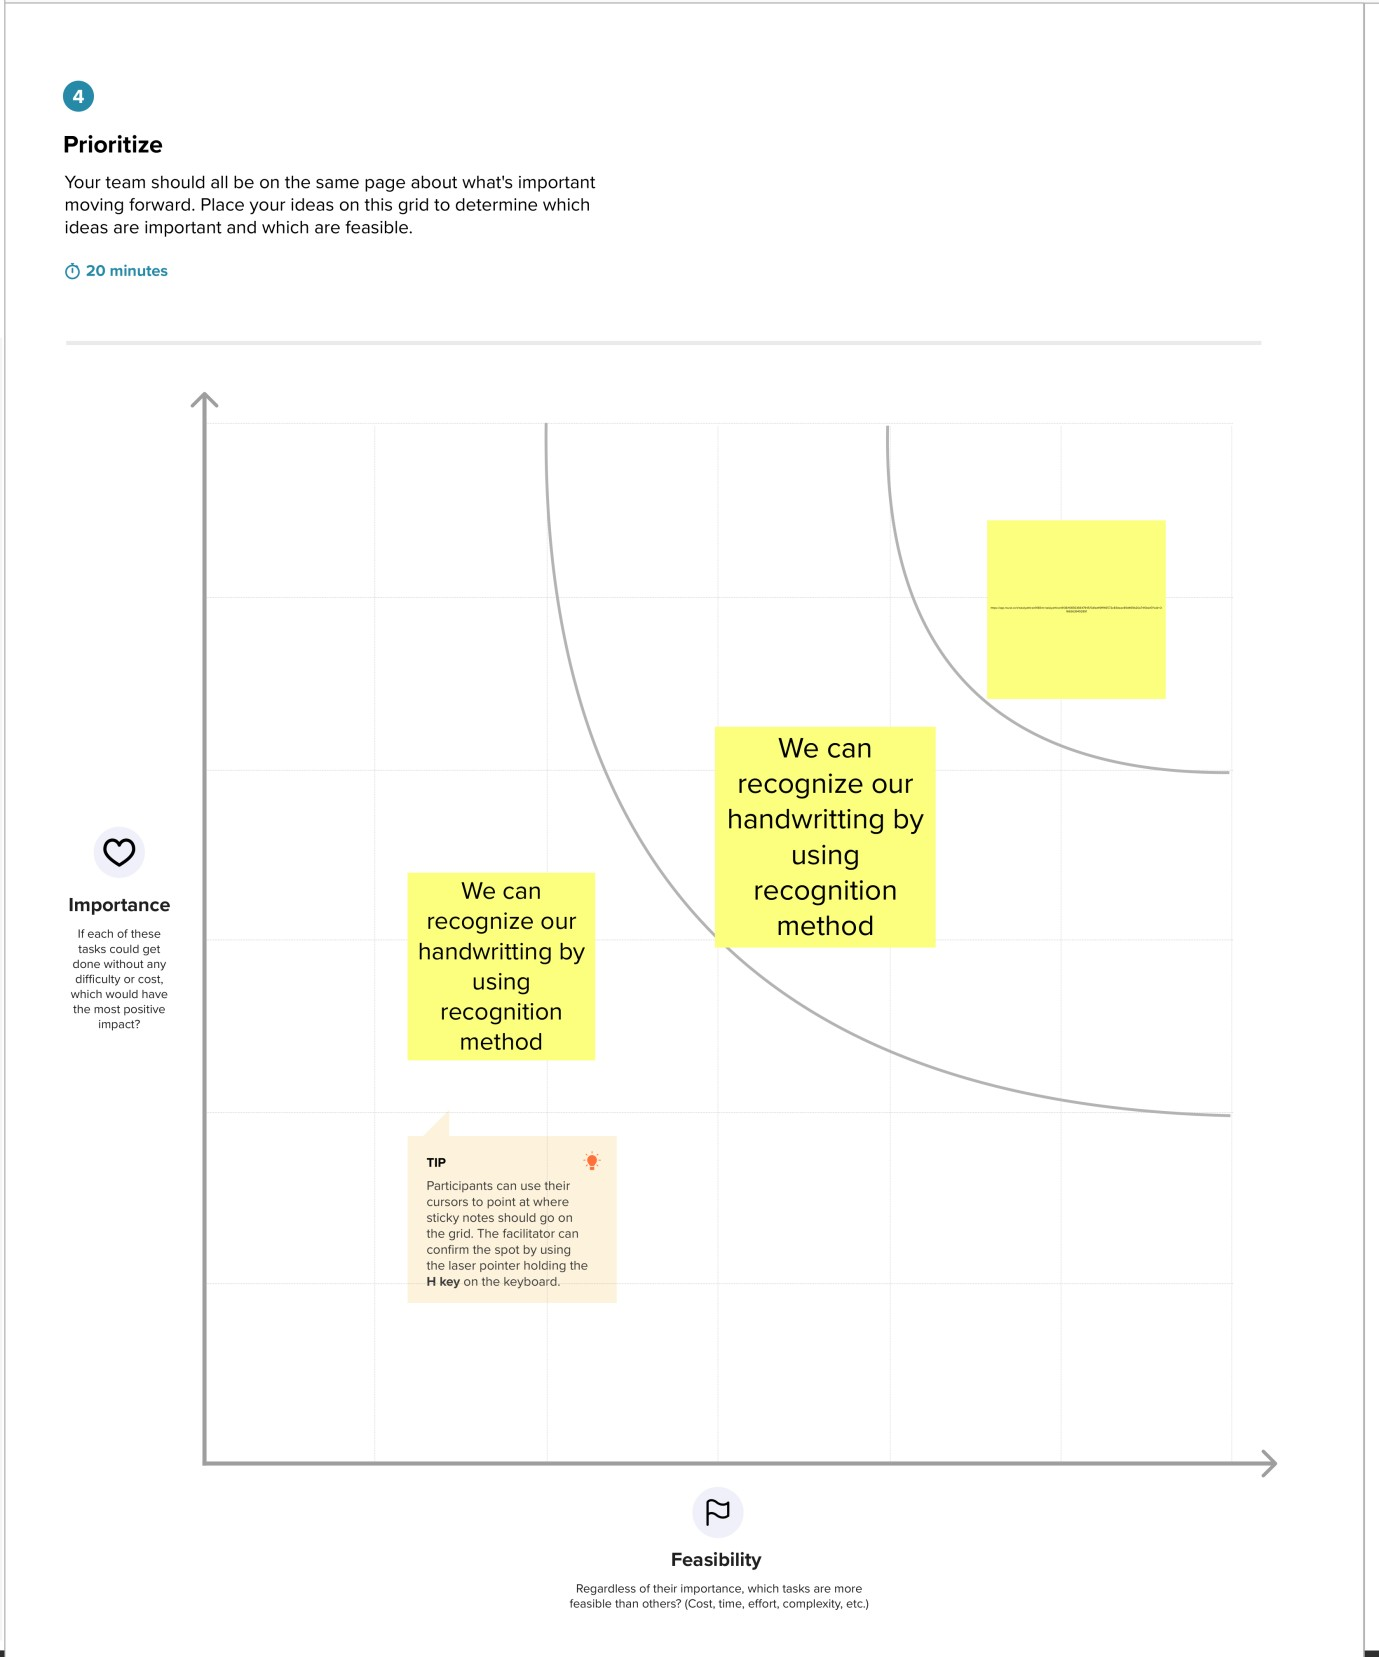 4
Prioritize
Your team should all be on the same page about what's important
moving forward. Place your ideas on this grid to determine which
ideas are important and which are feasible.
20 minutes
We can
recognize our
handwritting by
using
recognition
method
We can
recognize our
handwritting by
using
recognition
method
Importance
If each of these
tasks could get
done without any
difficulty or cost,
which would have
the most positive
impact?
TIP
Participants can use their
cursors to point at where
sticky notes should go on
the grid. The facilitator can
confirm the spot by using
the laser pointer holding the
H key on the keyboard.
Feasibility
Regardless of their importance, which tasks are more
feasible than others? (Cost, time, effort, complexity, etc.)